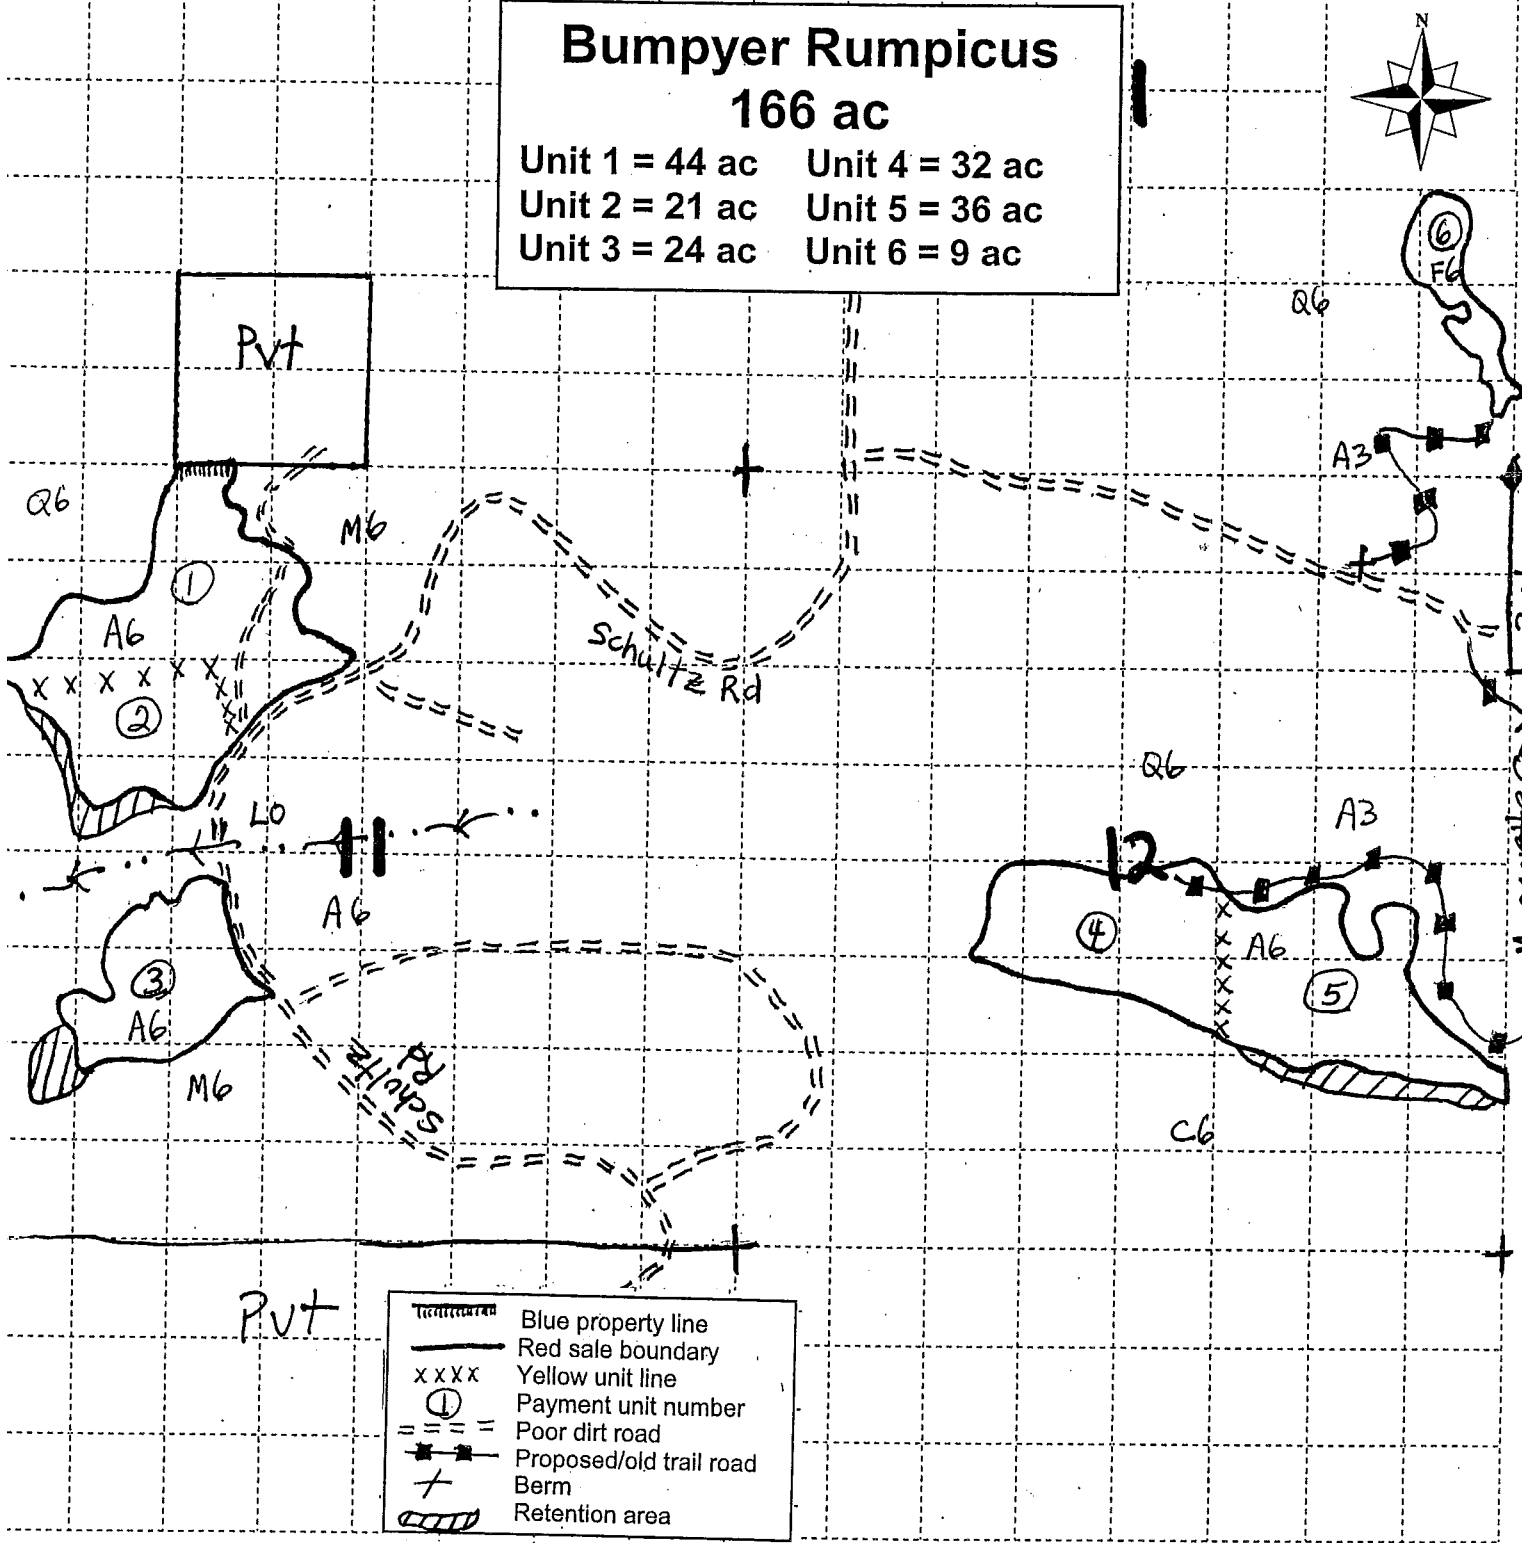 Bumpyer Rumpicus
166 ac
Unit 1 = 44 ac Unit 4 = 32 ac
Unit 2 = 21 ac Unit 5 = 36 ac
Unit 3 = 24 ac Unit 6 = 9 ac
N
6
F6
Q6
Pvt
A3
Q6
M6
1
A6
Schultz Rd
2
Q6
LO
A3
12
A6
4
A6
3
5
A6
Schultz
Rd
M6
C6
Pvt
Blue property line
Red sale boundary
xxxx Yellow unit line
1 Payment unit number
Poor dirt road
Proposed/old trail road
Berm
Retention area